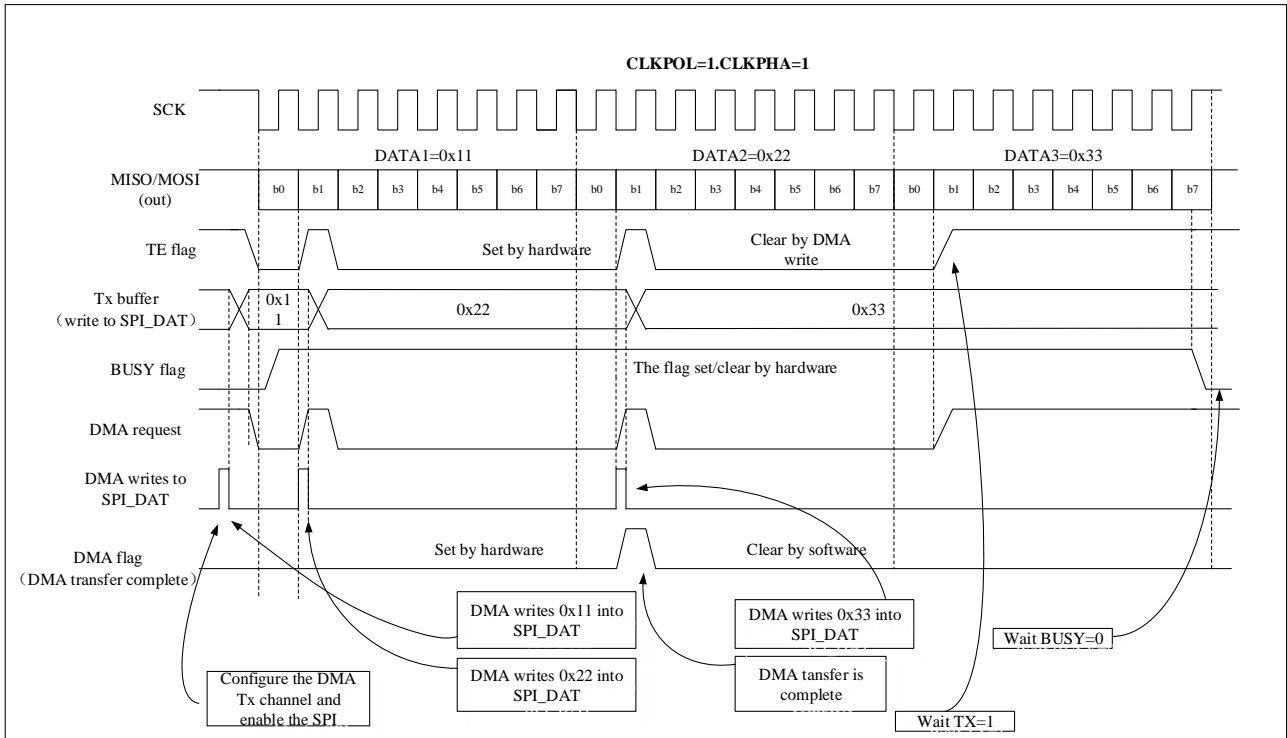 CLKPOL=1.CLKPHA=1
SCK
DATA1=0x11
DATA2=0x22
DATA3=0x33
MISO/MOSI
(out)
b0 b1 b2 b3 b4 b5 b6 b7 b0 b1 b2 b3 b4 b5 b6 b7 b0 b1 b2 b3 b4 b5 b6 b7
TE flag
Set by hardware
Clear by DMA
write
Tx buffer
（write to SPI_DAT）
0x1
1
0x22
0x33
BUSY flag
The flag set/clear by hardware
DMA request
DMA writes to
SPI_DAT
DMA flag
（DMA transfer complete）
Set by hardware
Clear by software
DMA writes 0x11 into
SPI_DAT
DMA writes 0x33 into
SPI_DAT
Wait BUSY=0
Configure the DMA
Tx channel and
enable the SPI
DMA writes 0x22 into
SPI_DAT
DMA tansfer is
complete
Wait TX=1